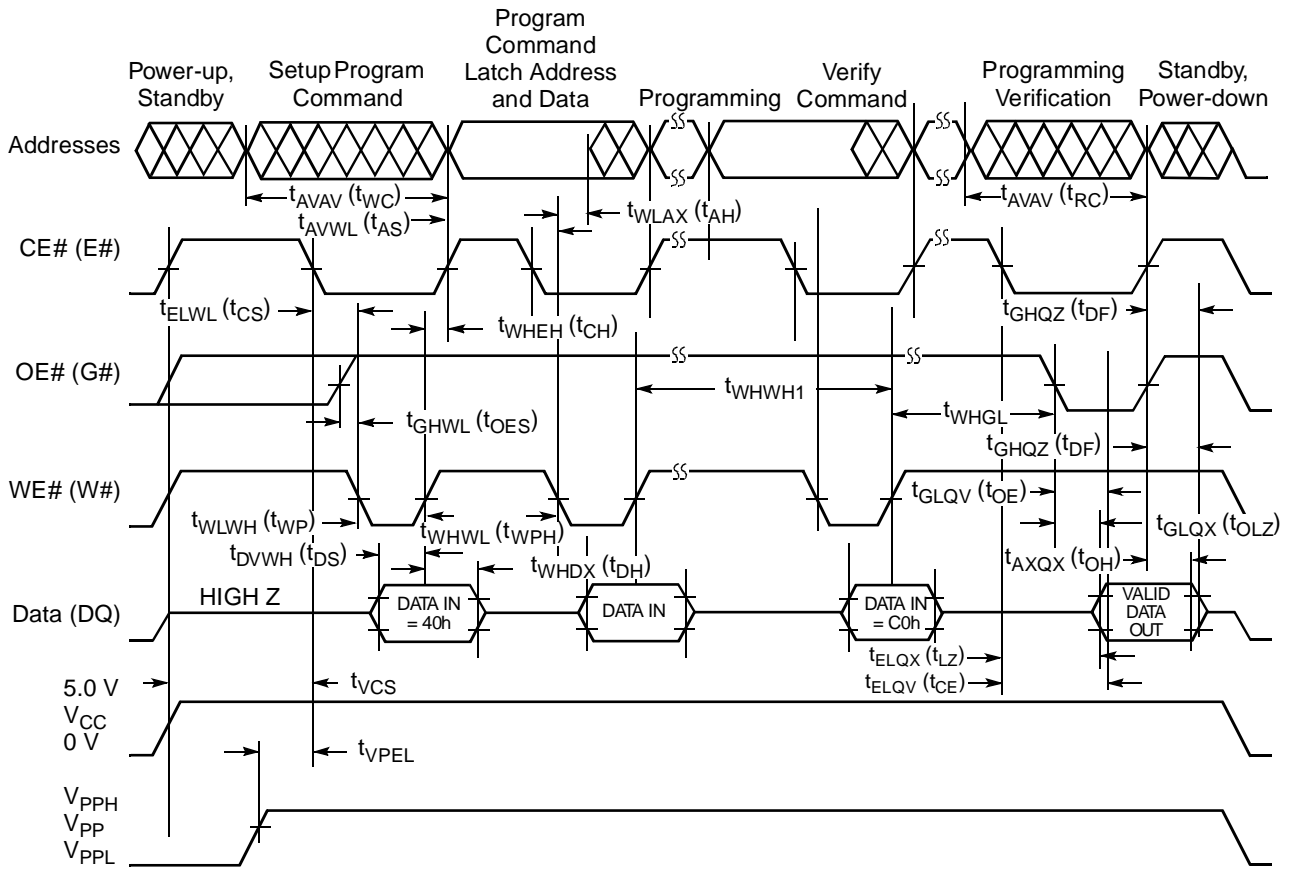 Power-up,
Standby
Setup Program
Command
Program
Command
Latch Address
and Data
Programming
Verify
Command
Programming
Verification
Standby,
Power-down
Addresses
tAVAV (tWC)
tAVWL (tAS)
tWLAX (tAH)
tAVAV (tRC)
CE# (E#)
tELWL (tCS)
tWHEH (tCH)
tGHQZ (tDF)
OE# (G#)
tWHWH1
tGHWL (tOES)
tWHGL
tGHQZ (tDF)
WE# (W#)
tGLQV (tOE)
tWLWH (tWP)
tWHWL (tWPH)
tGLQX (tOLZ)
tDVWH (tDS)
tWHDX (tDH)
tAXQX (tOH)
Data (DQ)
HIGH Z
DATA IN
= 40h
DATA IN
DATA IN
= C0h
VALID
DATA
OUT
tELQX (tLZ)
tELQV (tCE)
5.0 V
VCC
0 V
tVCS
tVPEL
VPPH
VPP
VPPL